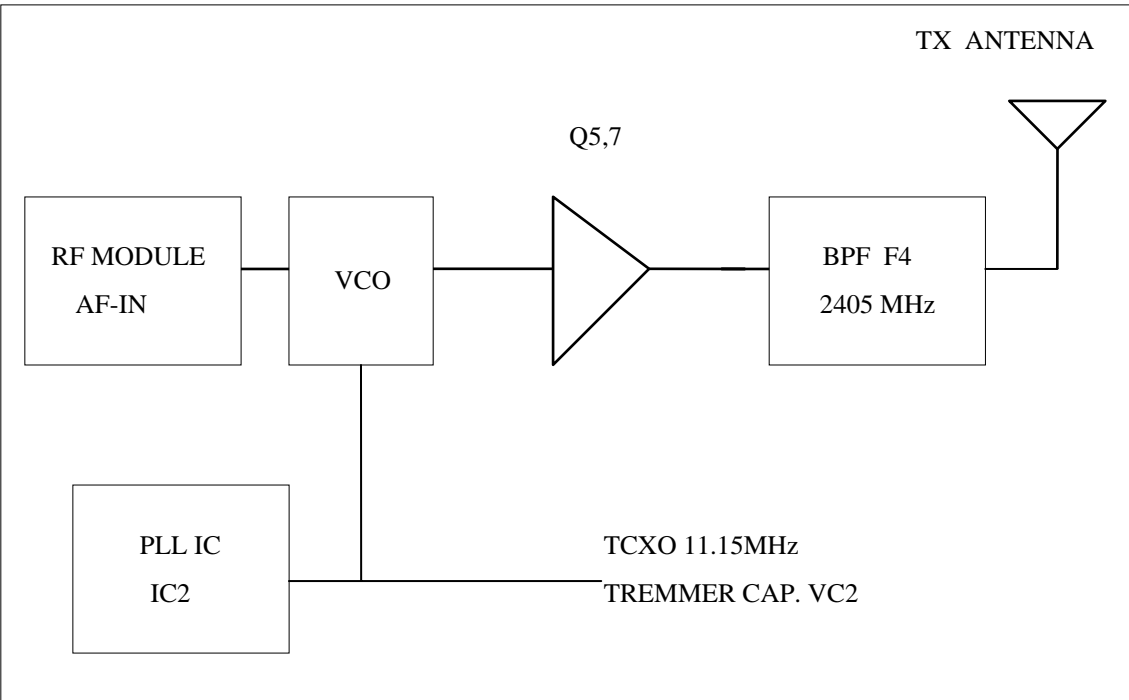 TX ANTENNA
Q5,7
RF MODULE
AF-IN
VCO
BPF F4
2405 MHz
PLL IC
IC2
TCXO 11.15MHz
TREMMER CAP. VC2